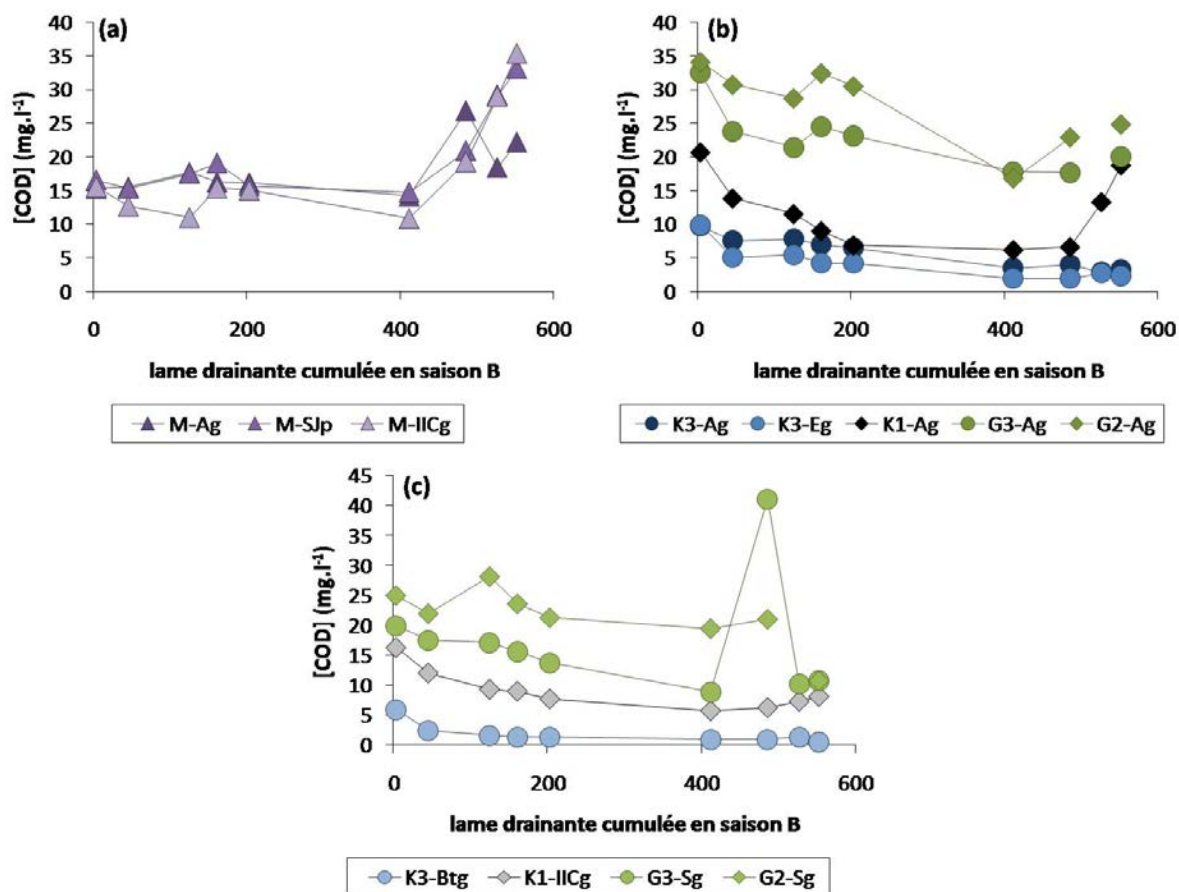 (a)
[COD] (mg.l-1)
40
35
30
25
20
15
10
5
0
0 200 400 600
lame drainante cumulée en saison B
M-Ag M-SJp M-IICg
(b)
[COD] (mg.l-1)
40
35
30
25
20
15
10
5
0
0 200 400 600
lame drainante cumulée en saison B
K3-Ag K3-Eg K1-Ag G3-Ag G2-Ag
(c)
[COD] (mg.l-1)
45
40
35
30
25
20
15
10
5
0
0 200 400 600
lame drainante cumulée en saison B
K3-Btg K1-IICg G3-Sg G2-Sg